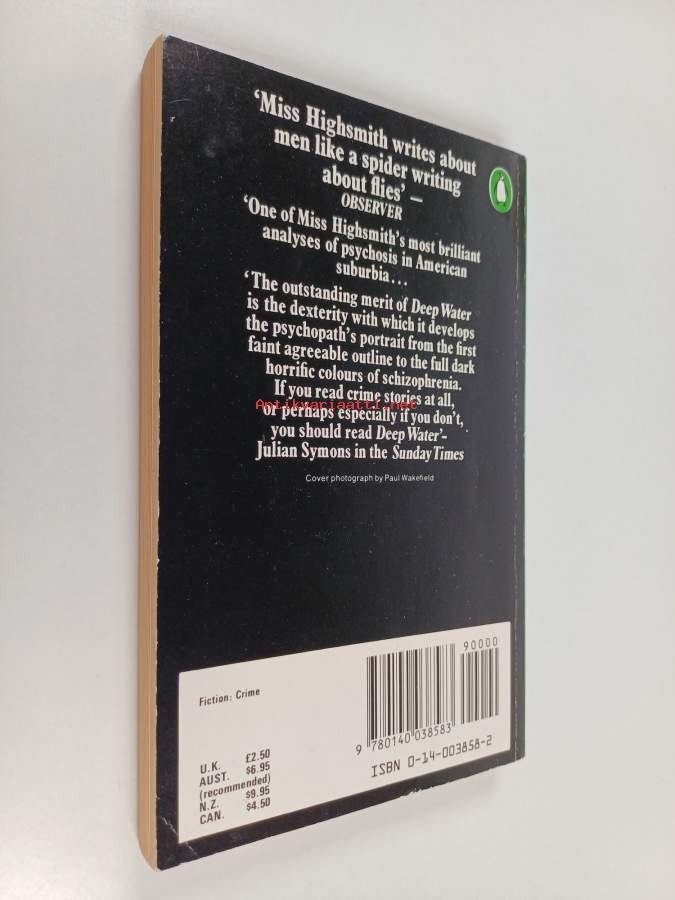 ‘Miss Highsmith writes about
men like a spider writing
about flies’ –
OBSERVER
‘One of Miss Highsmith's most brilliant
analyses of psychosis in American
suburbia...
‘The outstanding merit of Deep Water
is the dexterity with which it develops
the psychopath's portrait from the first
faint agreeable outline to the full dark
horrific colours of schizophrenia.
If you read crime stories at all,
Antikvariaatti.net
or perhaps especially if you don't,
you should read Deep Water’–
Julian Symons in the Sunday Times
Cover photograph by Paul Wakefield
Fiction: Crime
90000
9 780140 038583
ISBN 0-14-003858-2
U.K. £2.50
AUST. $6.95
(recommended)
N.Z. $9.95
CAN. $4.50